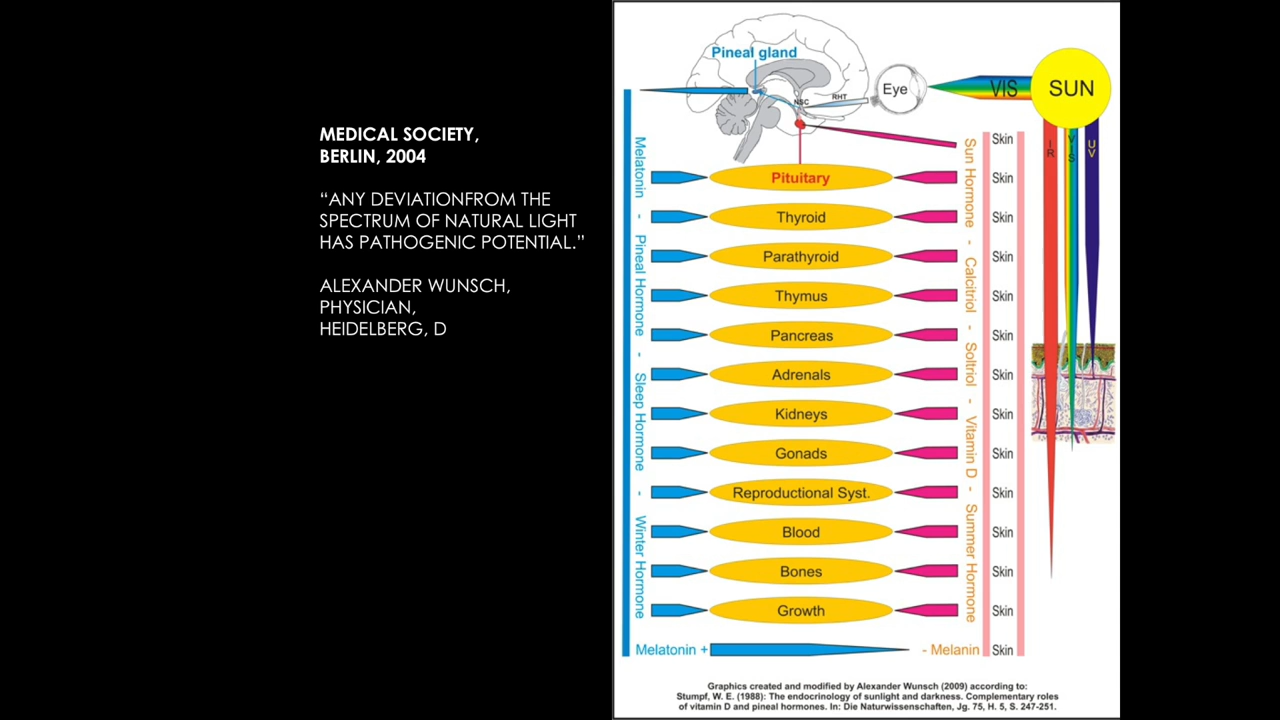 MEDICAL SOCIETY,
BERLIN, 2004
“ANY DEVIATIONFROM THE
SPECTRUM OF NATURAL LIGHT
HAS PATHOGENIC POTENTIAL.”
ALEXANDER WUNSCH,
PHYSICIAN,
HEIDELBERG, D
Pineal gland
NSC
RHT
Eye
VIS
SUN
IR
VIS
UV
Melatonin - Pineal Hormone - Sleep Hormone - Winter Hormone
Sun Hormone - Calcitriol - Soltriol - Vitamin D - Summer Hormone
Skin
Pituitary
Skin
Thyroid
Skin
Parathyroid
Skin
Thymus
Skin
Pancreas
Skin
Adrenals
Skin
Kidneys
Skin
Gonads
Skin
Reproductional Syst.
Skin
Blood
Skin
Bones
Skin
Growth
Skin
Melatonin +
- Melanin
Skin
Graphics created and modified by Alexander Wunsch (2009) according to:
Stumpf, W. E. (1988): The endocrinology of sunlight and darkness. Complementary roles
of vitamin D and pineal hormones. In: Die Naturwissenschaften, Jg. 75, H. 5, S. 247-251.